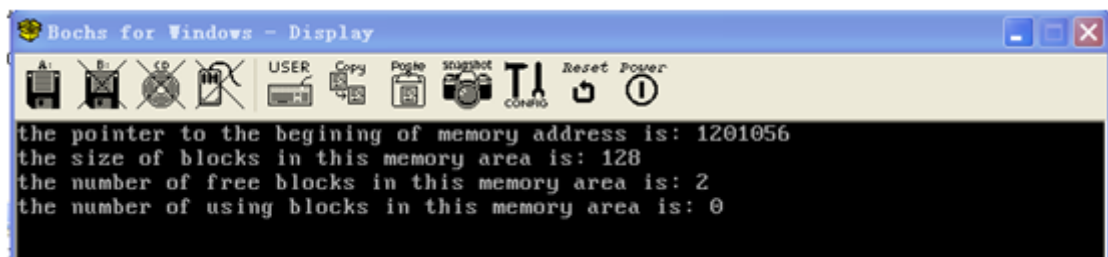 Bochs for Windows - Display
A: B: CD USER Copy Paste snapshot CONFIG Reset Power
the pointer to the begining of memory address is: 1201056
the size of blocks in this memory area is: 128
the number of free blocks in this memory area is: 2
the number of using blocks in this memory area is: 0